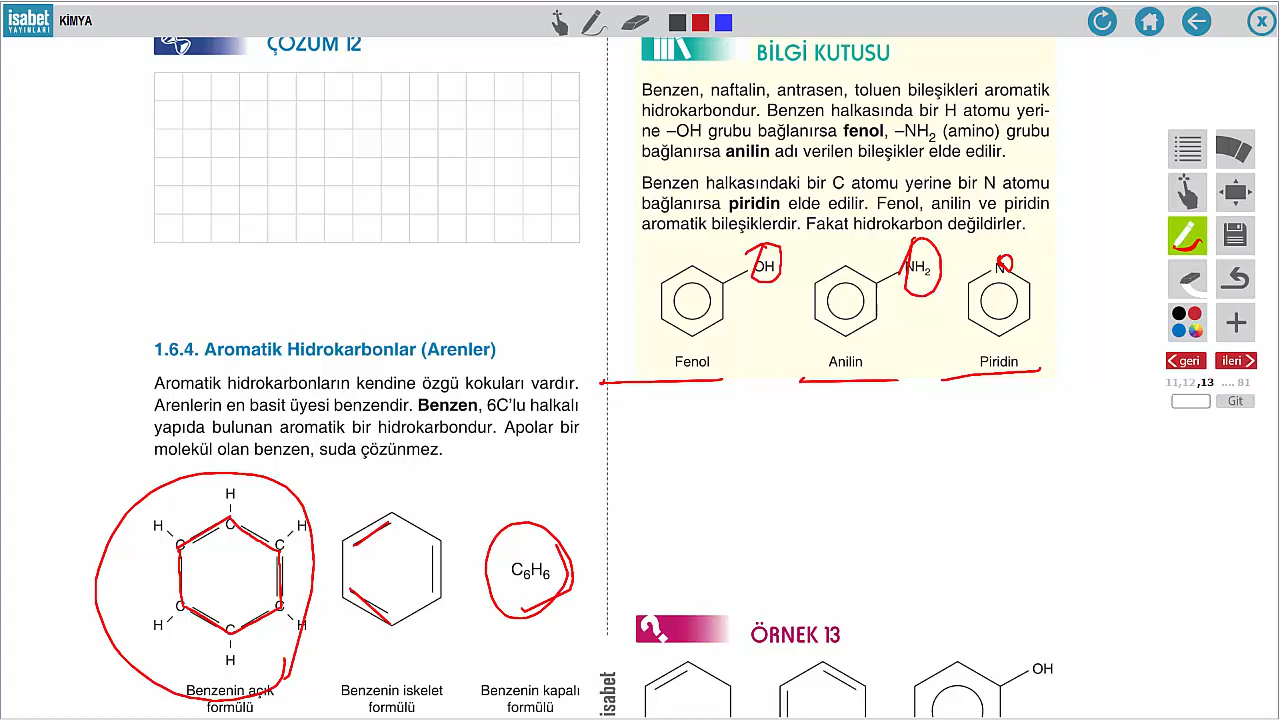 isabet
YAYINLARI
KİMYA
ÇÖZÜM 12
1.6.4. Aromatik Hidrokarbonlar (Arenler)
Aromatik hidrokarbonların kendine özgü kokuları vardır.
Arenlerin en basit üyesi benzendir. Benzen, 6C'lu halkalı
yapıda bulunan aromatik bir hidrokarbondur. Apolar bir
molekül olan benzen, suda çözünmez.
H
H C H
C C
C C
H C H
H
C₆H₆
Benzenin açık
formülü
Benzenin iskelet
formülü
Benzenin kapalı
formülü
BİLGİ KUTUSU
Benzen, naftalin, antrasen, toluen bileşikleri aromatik
hidrokarbondur. Benzen halkasında bir H atomu yeri-
ne –OH grubu bağlanırsa fenol, –NH₂ (amino) grubu
bağlanırsa anilin adı verilen bileşikler elde edilir.
Benzen halkasındaki bir C atomu yerine bir N atomu
bağlanırsa piridin elde edilir. Fenol, anilin ve piridin
aromatik bileşiklerdir. Fakat hidrokarbon değildirler.
OH NH₂ N
Fenol Anilin Piridin
ÖRNEK 13
OH
isabet
geri ileri
11,12,13 .... 81
Git